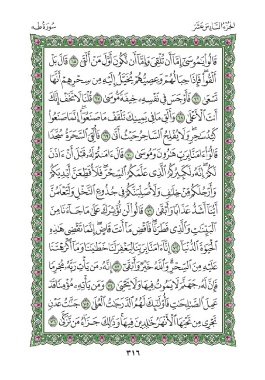 الجزء السادس عشر سورة طه
قَالُوا۟ يَٰمُوسَىٰٓ إِمَّآ أَن تُلْقِىَ وَإِمَّآ أَن نَّكُونَ أَوَّلَ مَنْ أَلْقَىٰ ٦٥ قَالَ بَلْ
أَلْقُوا۟ فَإِذَا حِبَالُهُمْ وَعِصِيُّهُمْ يُخَيَّلُ إِلَيْهِ مِن سِحْرِهِمْ أَنَّهَا
تَسْعَىٰ ٦٦ فَأَوْجَسَ فِى نَفْسِهِۦ خِيفَةً مُّوسَىٰ ٦٧ قُلْنَا لَا تَخَفْ إِنَّكَ
أَنتَ ٱلْأَعْلَىٰ ٦٨ وَأَلْقِ مَا فِى يَمِينِكَ تَلْقَفْ مَا صَنَعُوٓا۟ إِنَّمَا صَنَعُوا۟
كَيْدُ سَٰحِرٍ وَلَا يُفْلِحُ ٱلسَّاحِرُ حَيْثُ أَتَىٰ ٦٩ فَأُلْقِىَ ٱلسَّحَرَةُ سُجَّدًا
قَالُوٓا۟ ءَامَنَّا بِرَبِّ هَٰرُونَ وَمُوسَىٰ ٧٠ قَالَ ءَامَنتُمْ لَهُۥ قَبْلَ أَنْ ءَاذَنَ
لَكُمْ إِنَّهُۥ لَكَبِيرُكُمُ ٱلَّذِى عَلَّمَكُمُ ٱلسِّحْرَ فَلَأُقَطِّعَنَّ أَيْدِيَكُمْ
وَأَرْجُلَكُم مِّنْ خِلَٰفٍ وَلَأُصَلِّبَنَّكُمْ فِى جُذُوعِ ٱلنَّخْلِ وَلَتَعْلَمُنَّ
أَيُّنَآ أَشَدُّ عَذَابًا وَأَبْقَىٰ ٧١ قَالُوا۟ لَن نُّؤْثِرَكَ عَلَىٰ مَا جَآءَنَا مِنَ
ٱلْبَيِّنَٰتِ وَٱلَّذِى فَطَرَنَا فَٱقْضِ مَآ أَنتَ قَاضٍ إِنَّمَا تَقْضِى هَٰذِهِ
ٱلْحَيَوٰةَ ٱلدُّنْيَآ ٧٢ إِنَّآ ءَامَنَّا بِرَبِّنَا لِيَغْفِرَ لَنَا خَطَٰيَٰنَا وَمَآ أَكْرَهْتَنَا
عَلَيْهِ مِنَ ٱلسِّحْرِ وَٱللَّهُ خَيْرٌ وَأَبْقَىٰٓ ٧٣ إِنَّهُۥ مَن يَأْتِ رَبَّهُۥ مُجْرِمًا
فَإِنَّ لَهُۥ جَهَنَّمَ لَا يَمُوتُ فِيهَا وَلَا يَحْيَىٰ ٧٤ وَمَن يَأْتِهِۦ مُؤْمِنًا قَدْ
عَمِلَ ٱلصَّٰلِحَٰتِ فَأُو۟لَٰٓئِكَ لَهُمُ ٱلدَّرَجَٰتُ ٱلْعُلَىٰ ٧٥ جَنَّٰتُ عَدْنٍ
تَجْرِى مِن تَحْتِهَا ٱلْأَنْهَٰرُ خَٰلِدِينَ فِيهَا وَذَٰلِكَ جَزَآءُ مَن تَزَكَّىٰ ٧٦
٣١٦